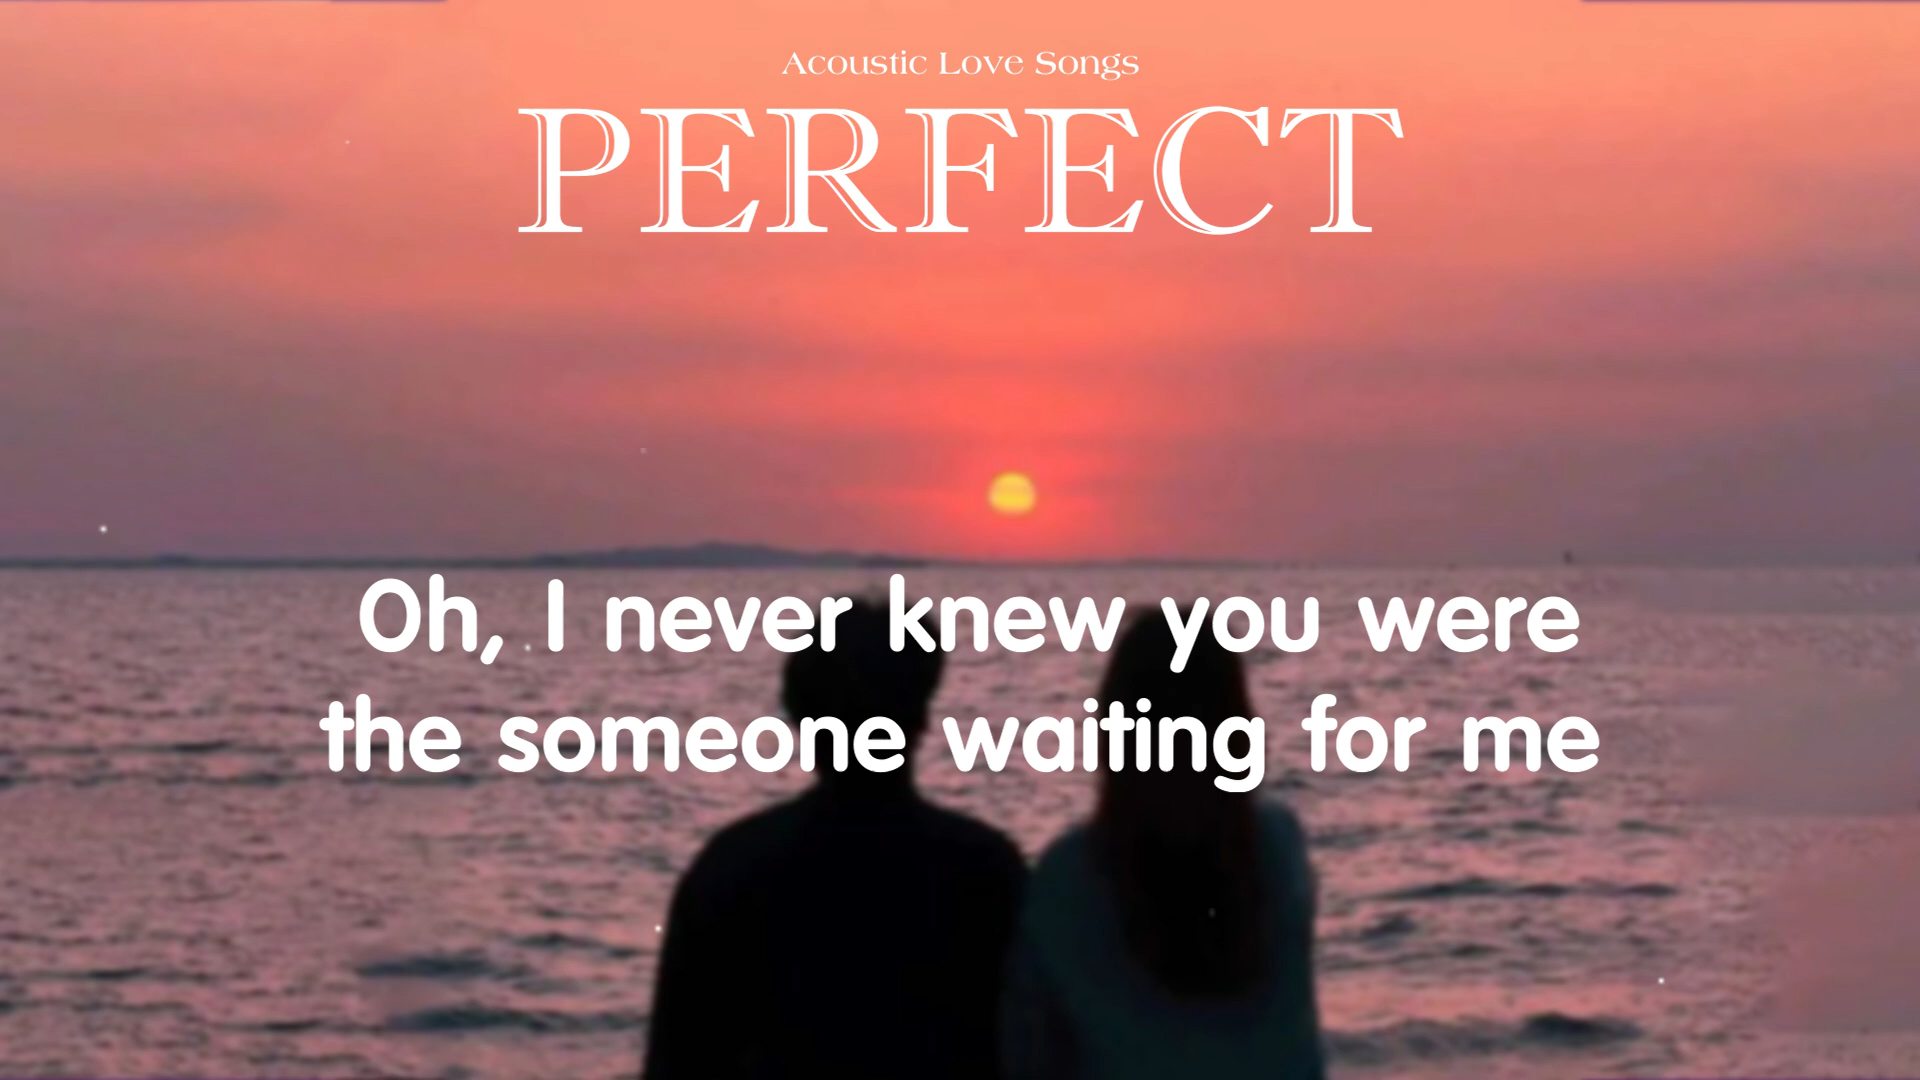 Acoustic Love Songs
PERFECT
Oh, I never knew you were
the someone waiting for me